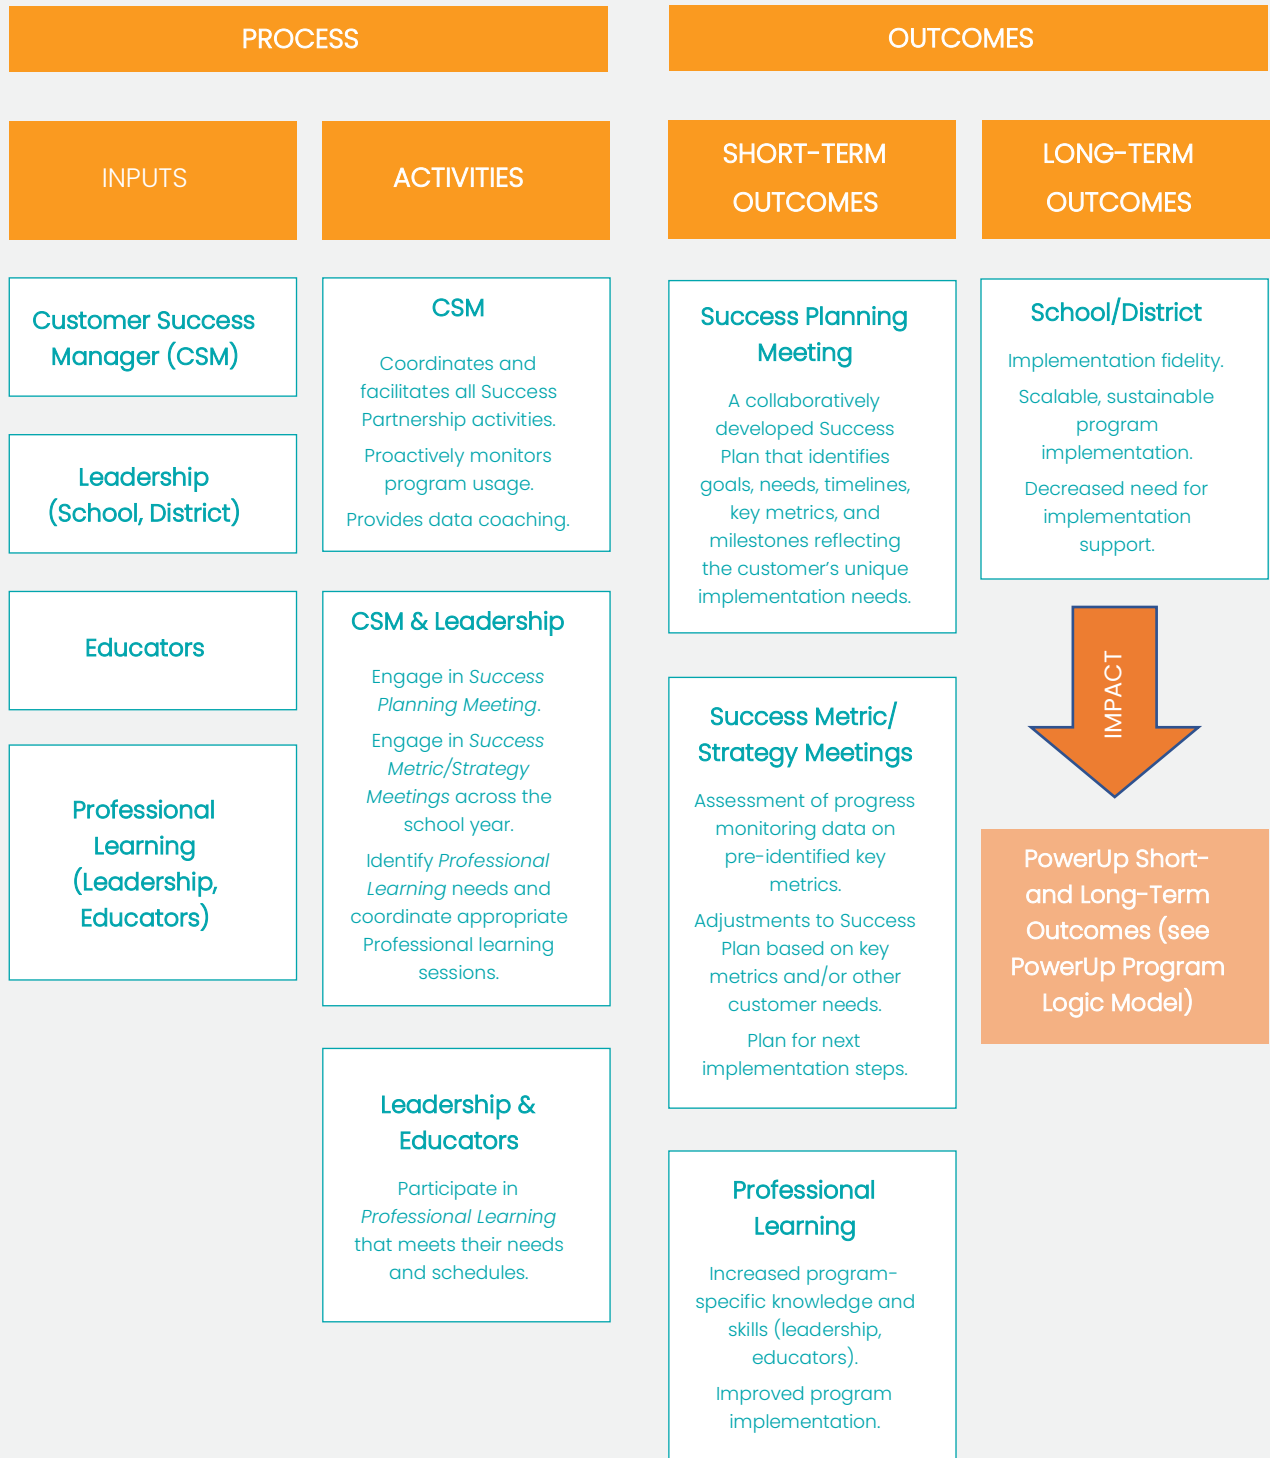 PROCESS
OUTCOMES
INPUTS
ACTIVITIES
SHORT-TERM
OUTCOMES
LONG-TERM
OUTCOMES
Customer Success
Manager (CSM)
Leadership
(School, District)
Educators
Professional
Learning
(Leadership,
Educators)
CSM
Coordinates and
facilitates all Success
Partnership activities.
Proactively monitors
program usage.
Provides data coaching.
CSM & Leadership
Engage in Success
Planning Meeting.
Engage in Success
Metric/Strategy
Meetings across the
school year.
Identify Professional
Learning needs and
coordinate appropriate
Professional learning
sessions.
Leadership &
Educators
Participate in
Professional Learning
that meets their needs
and schedules.
Success Planning
Meeting
A collaboratively
developed Success
Plan that identifies
goals, needs, timelines,
key metrics, and
milestones reflecting
the customer’s unique
implementation needs.
Success Metric/
Strategy Meetings
Assessment of progress
monitoring data on
pre-identified key
metrics.
Adjustments to Success
Plan based on key
metrics and/or other
customer needs.
Plan for next
implementation steps.
Professional
Learning
Increased program-
specific knowledge and
skills (leadership,
educators).
Improved program
implementation.
School/District
Implementation fidelity.
Scalable, sustainable
program
implementation.
Decreased need for
implementation
support.
IMPACT
PowerUp Short-
and Long-Term
Outcomes (see
PowerUp Program
Logic Model)